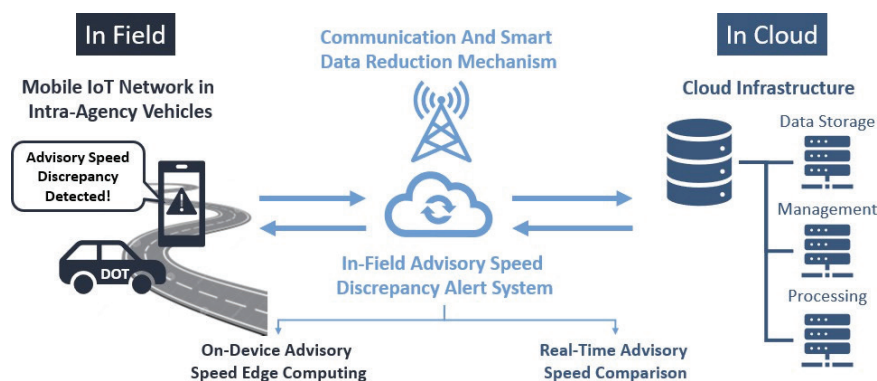 In Field
Mobile IoT Network in
Intra-Agency Vehicles
Advisory Speed
Discrepancy
Detected!
DOT
Communication And Smart
Data Reduction Mechanism
In-Field Advisory Speed
Discrepancy Alert System
On-Device Advisory
Speed Edge Computing
Real-Time Advisory
Speed Comparison
In Cloud
Cloud Infrastructure
Data Storage
Management
Processing